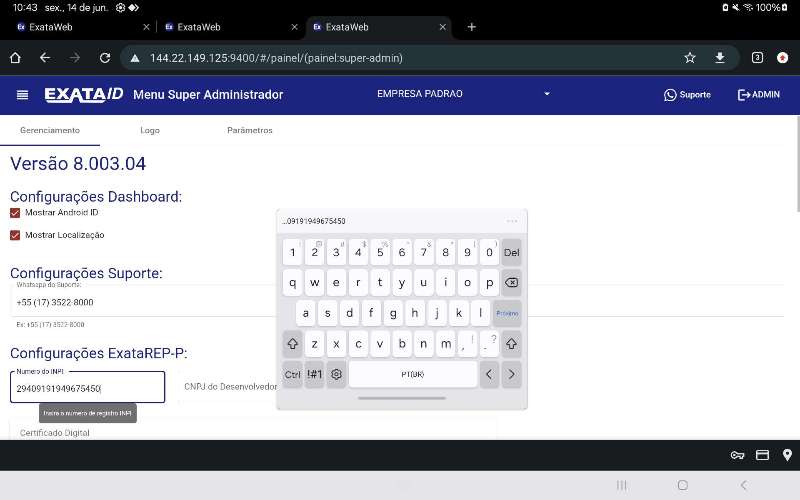 10:43 sex., 14 de jun. 100%
ExataWeb ExataWeb ExataWeb
144.22.149.125:9400/#/painel/(painel:super-admin) 3
EXATA ID Menu Super Administrador EMPRESA PADRAO Suporte ADMIN
Gerenciamento Logo Parâmetros
Versão 8.003.04
Configurações Dashboard:
Mostrar Android ID
Mostrar Localização
Configurações Suporte:
Whatsapp do Suporte:
+55 (17) 3522-8000
Ex: +55 (17) 3522-8000
Configurações ExataREP-P:
Numero do INPI:
29409191949675450
CNPJ do Desenvolvedor
Insira o numero de registro INPI
Certificado Digital
...09191949675450 ...
1 2 3 4 5 6 7 8 9 0 Del
q w e r t y u i o p
a s d f g h j k l Próximo
z x c v b n m , ! . ?
Ctrl !#1 PT(BR) < >